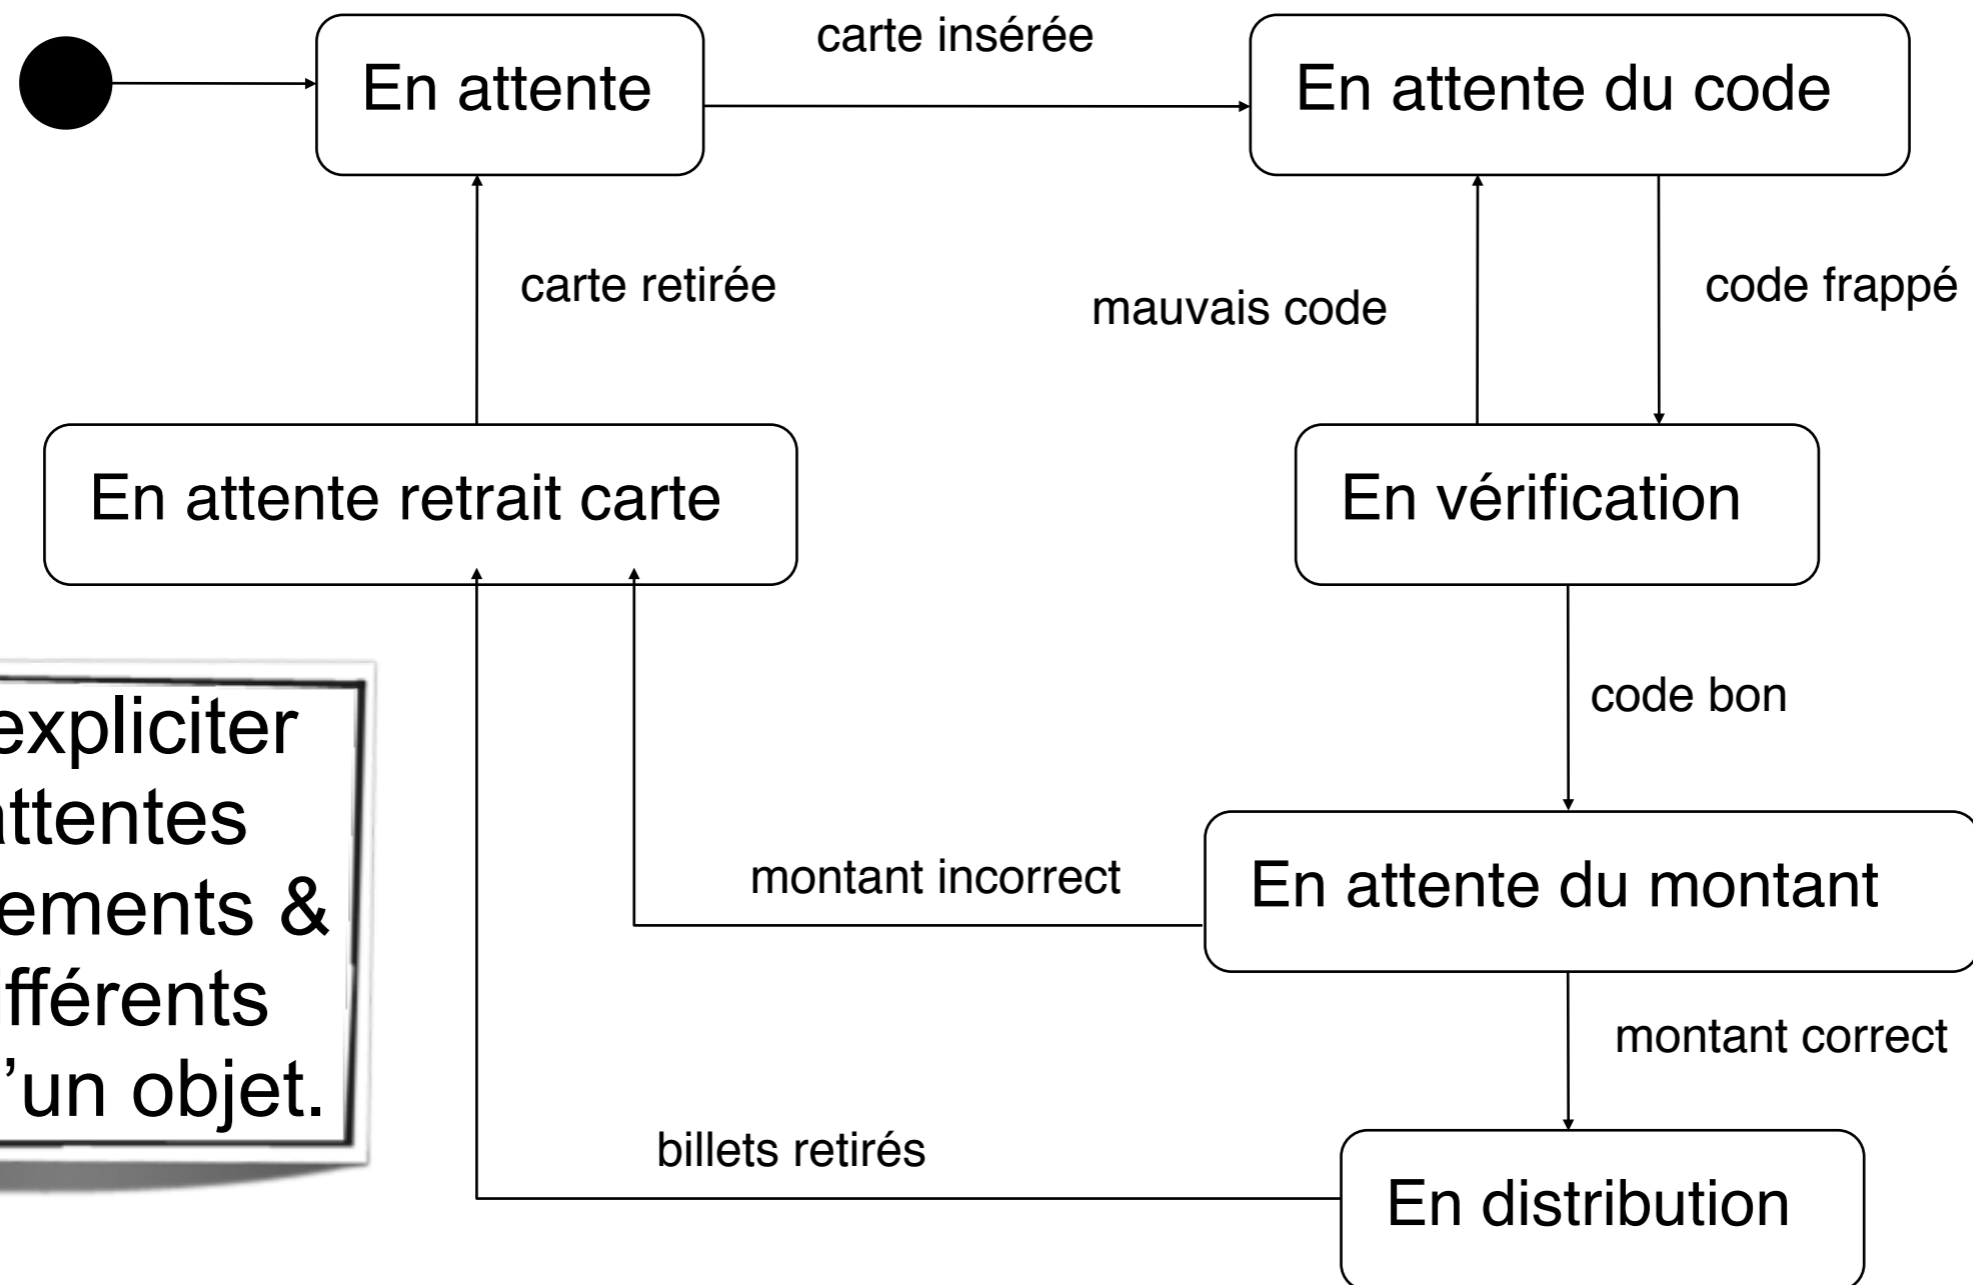 carte insérée
En attente
En attente du code
carte retirée
mauvais code
code frappé
En attente retrait carte
En vérification
expliciter
attentes
ements &
ifférents
'un objet.
code bon
montant incorrect
En attente du montant
montant correct
billets retirés
En distribution